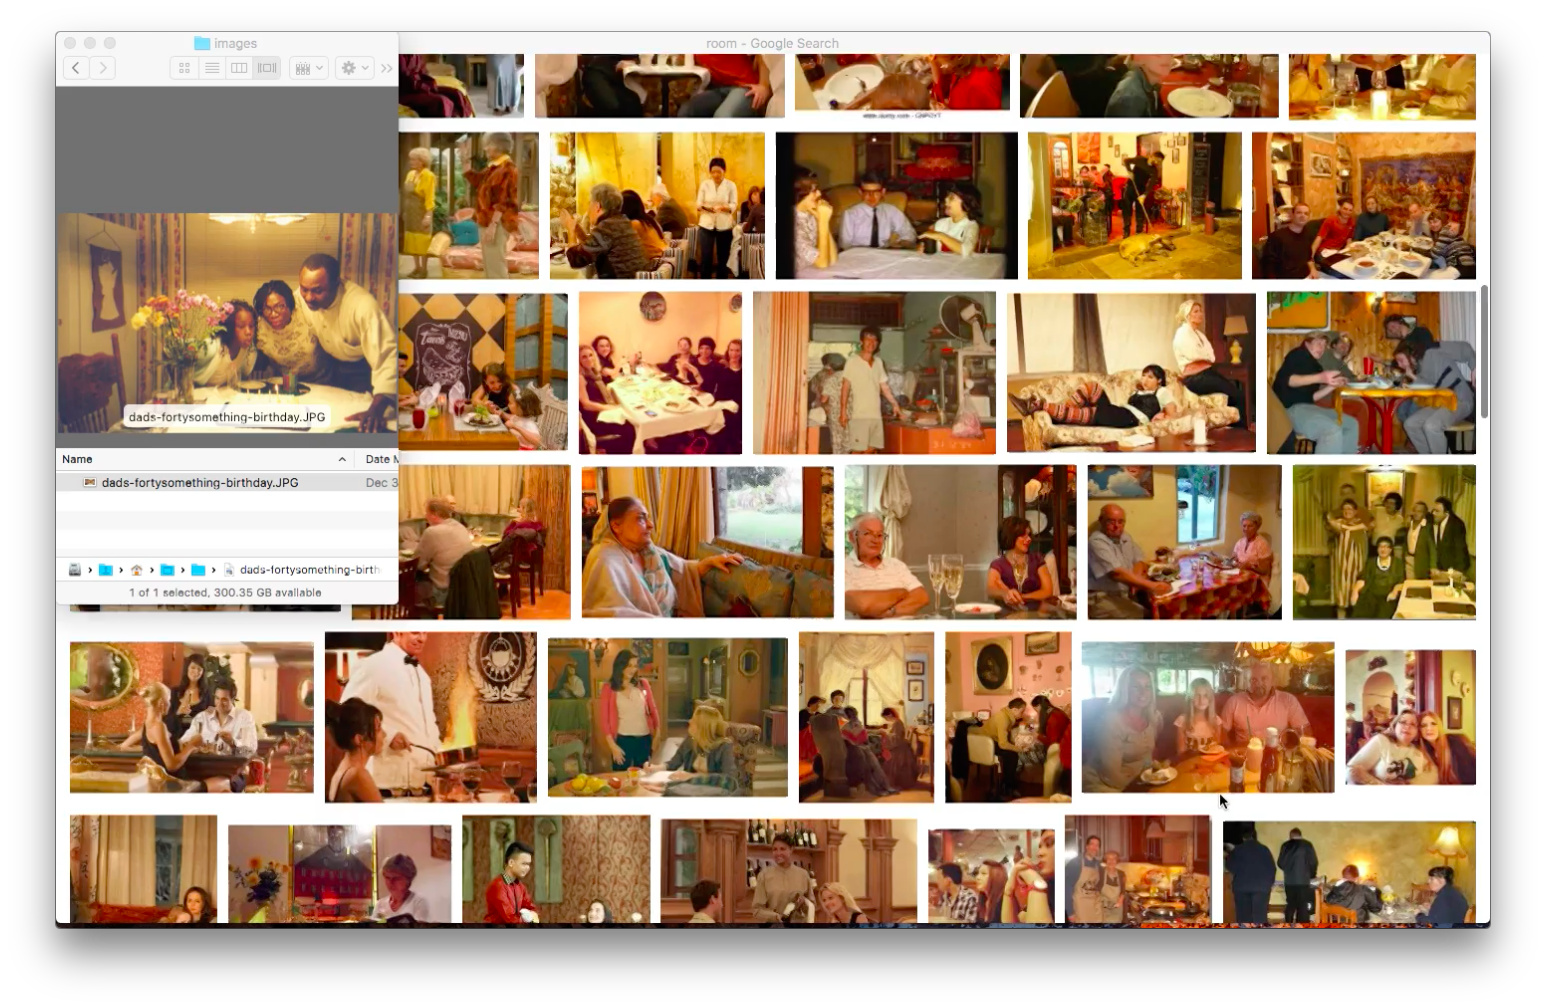 images
room - Google Search
dads-fortysomething-birthday.JPG
Name
Date M
dads-fortysomething-birthday.JPG
Dec 3
dads-fortysomething-birth
1 of 1 selected, 300.35 GB available